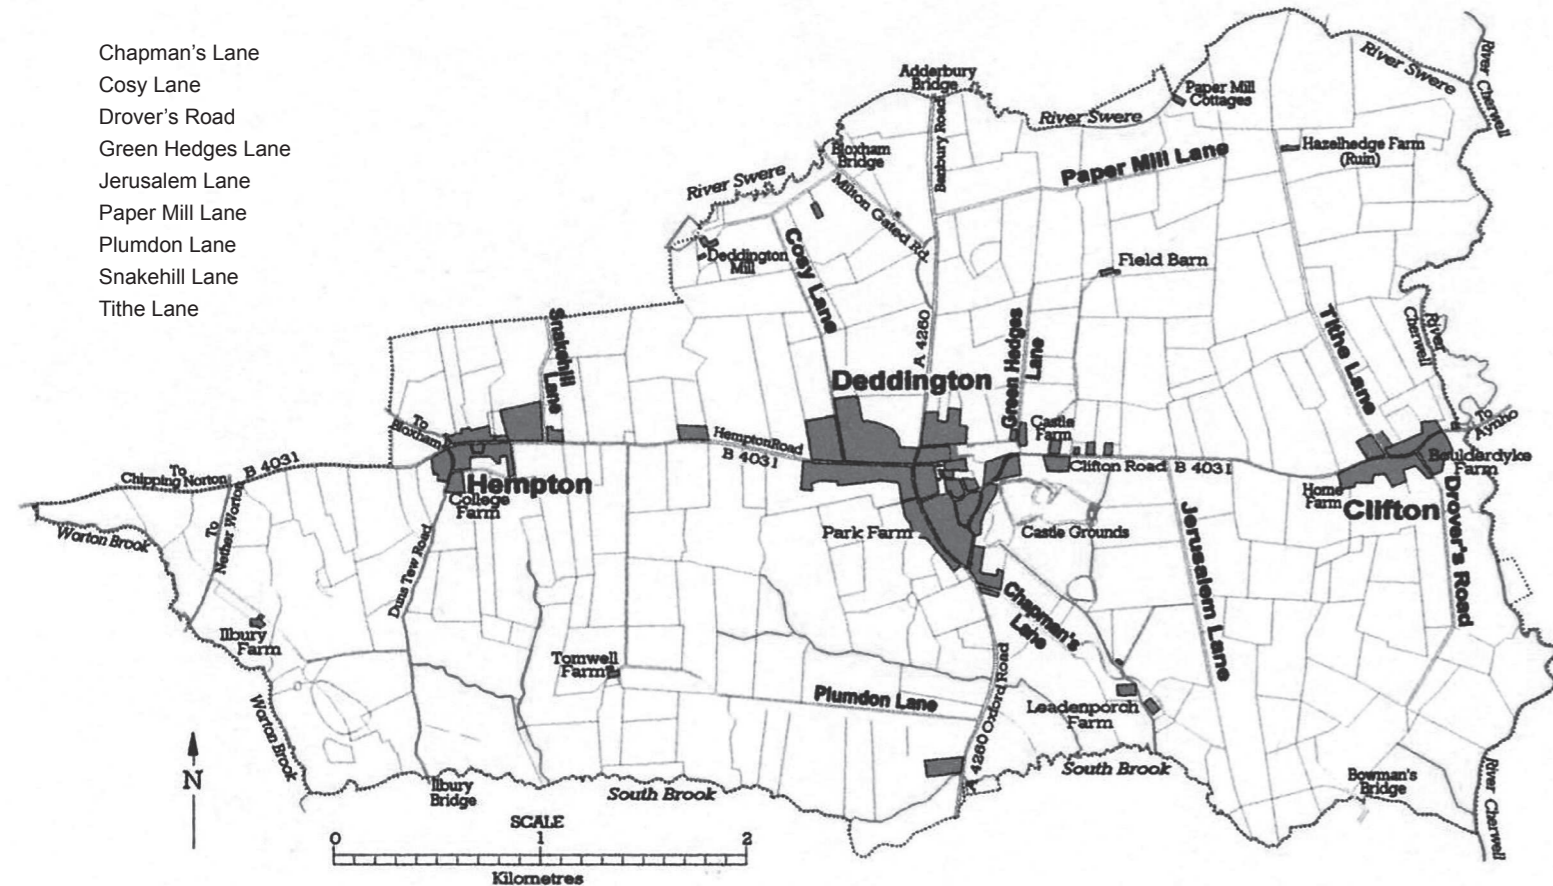 Chapman's Lane
Cosy Lane
Drover's Road
Green Hedges Lane
Jerusalem Lane
Paper Mill Lane
Plumdon Lane
Snakehill Lane
Tithe Lane
River Swere
River Cherwell
Adderbury
Bridge
Paper Mill
Cottages
River Swere
Banbury Road
Bloxham
Bridge
Hazelhedge Farm
(Ruin)
Paper Mill Lane
River Swere
Milton Gated Rd.
Deddington
Mill
Cosy Lane
Field Barn
Snakehill
Lane
A 4260
Green Hedges
Lane
Tithe Lane
River
Cherwell
Deddington
To
Bloxham
Hempton Road
B 4031
Castle
Farm
To
Aynho
To
Chipping Norton
B 4031
Clifton Road B 4031
Boulderdyke
Farm
Hempton
College
Farm
Home
Farm
Clifton
Drover's Road
To
Nether Worton
Worton Brook
Duns Tew Road
Park Farm
Castle Grounds
Jerusalem Lane
Chapman's
Lane
Ilbury
Farm
Tomwell
Farm
Plumdon Lane
Oxford Road
4260
Leadenporch
Farm
Worton Brook
N
Ilbury
Bridge
South Brook
South Brook
Bowman's
Bridge
River Cherwell
SCALE
0 1 2
Kilometres